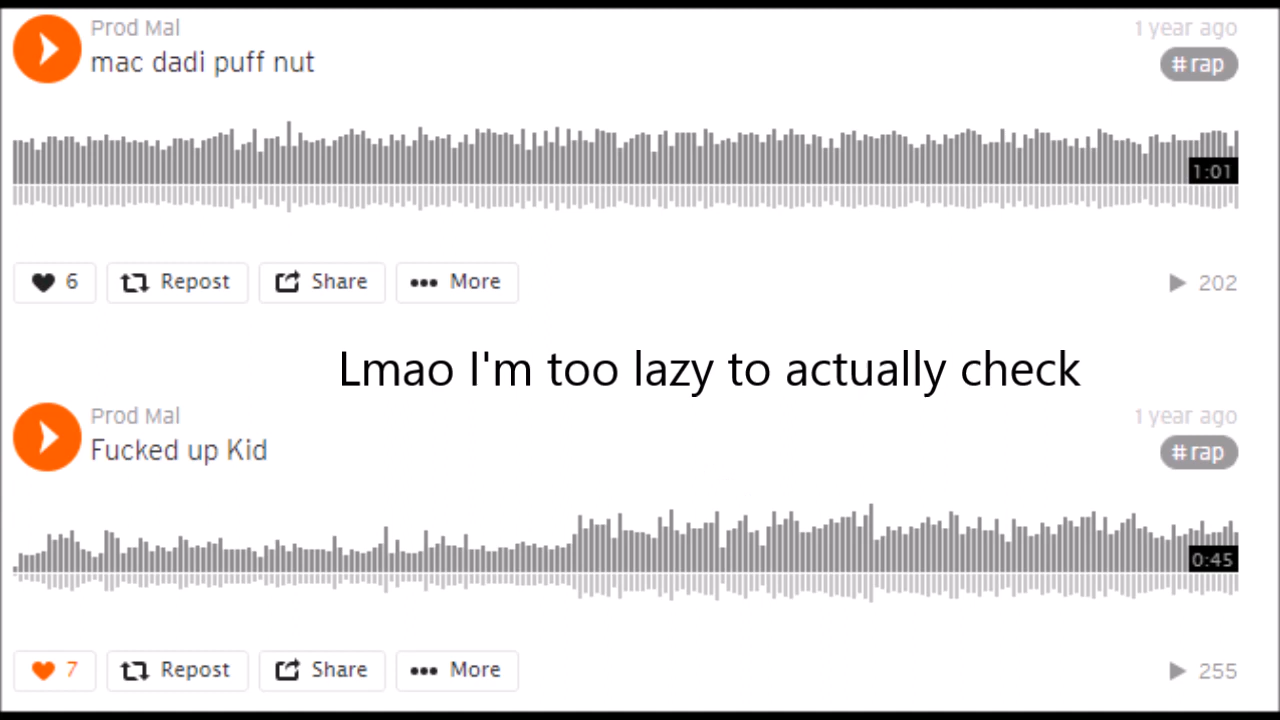 Prod Mal
1 year ago
mac dadi puff nut
# rap
1:01
6
Repost
Share
More
202
Lmao I'm too lazy to actually check
Prod Mal
1 year ago
Fucked up Kid
# rap
0:45
7
Repost
Share
More
255